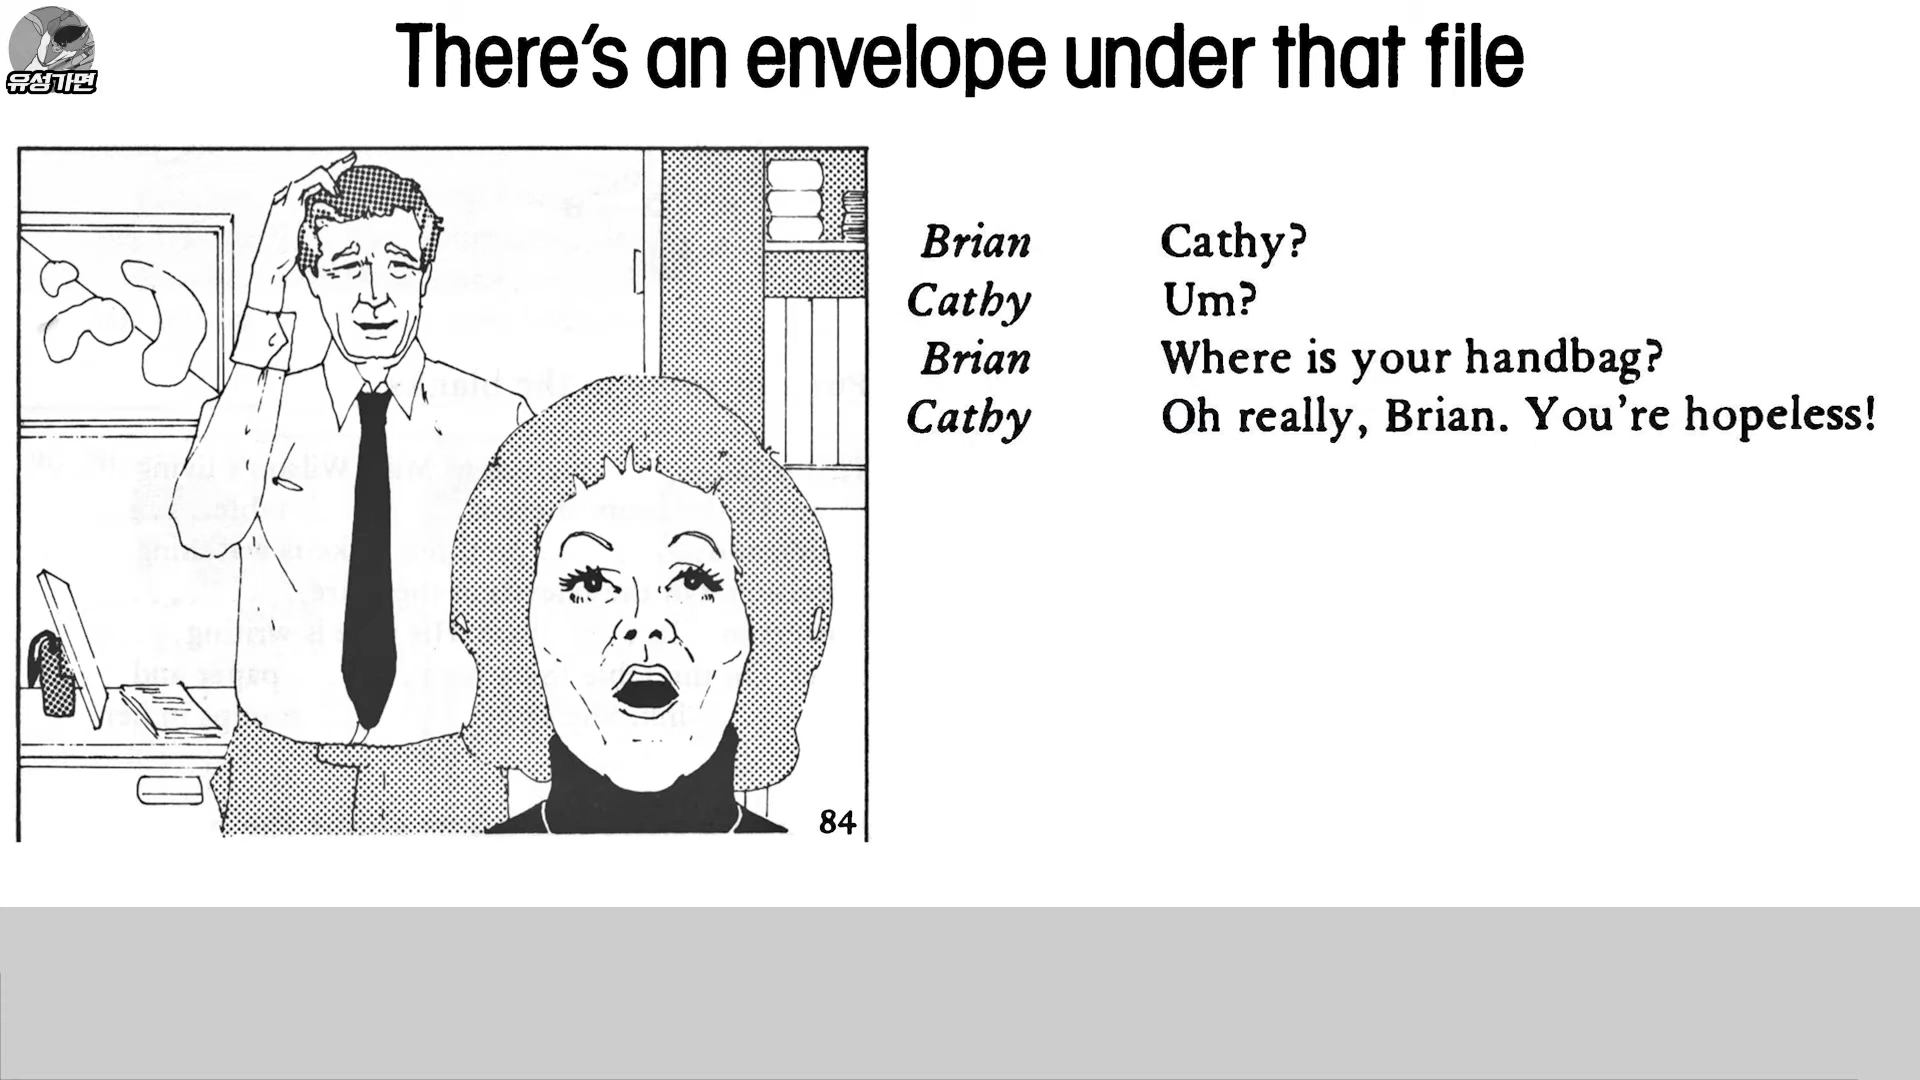 유성가면
There's an envelope under that file
Brian Cathy?
Cathy Um?
Brian Where is your handbag?
Cathy Oh really, Brian. You're hopeless!
84